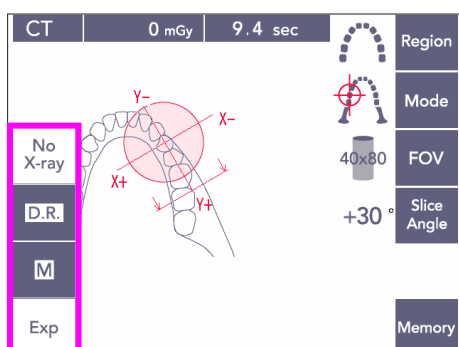 CT 0 mGy 9.4 sec
Region
Mode
40x80 FOV
+30 ° Slice
Angle
Memory
No
X-ray
D.R.
M
Exp
Y-
X-
X+
Y+